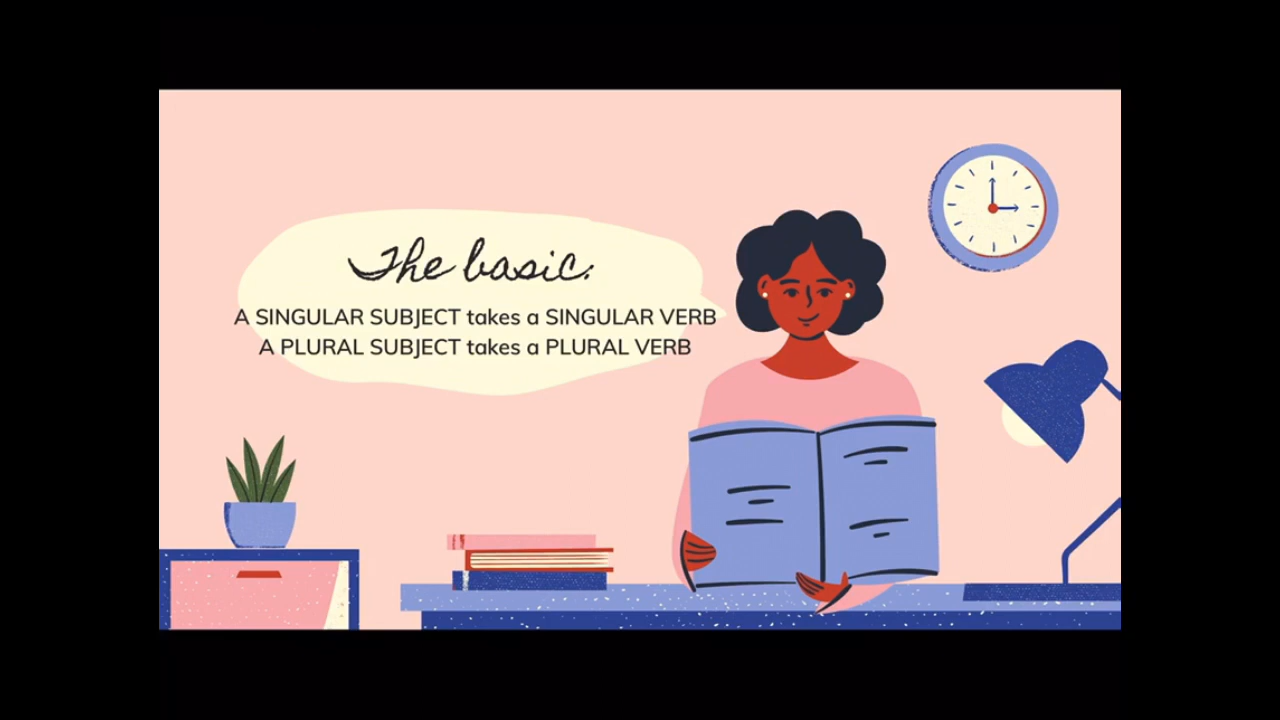 The basic:
A SINGULAR SUBJECT takes a SINGULAR VERB
A PLURAL SUBJECT takes a PLURAL VERB